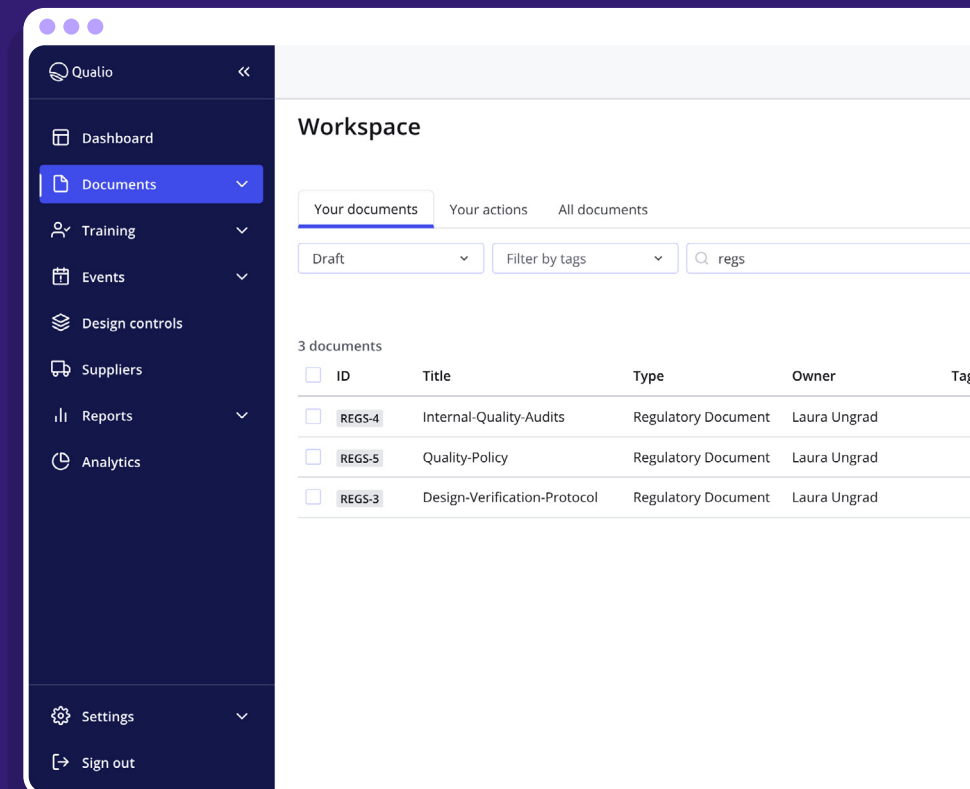 Qualio
Dashboard
Documents
Training
Events
Design controls
Suppliers
Reports
Analytics
Settings
Sign out
Workspace
Your documents Your actions All documents
Draft Filter by tags regs
3 documents
ID Title Type Owner
REGS-4 Internal-Quality-Audits Regulatory Document Laura Ungrad
REGS-5 Quality-Policy Regulatory Document Laura Ungrad
REGS-3 Design-Verification-Protocol Regulatory Document Laura Ungrad